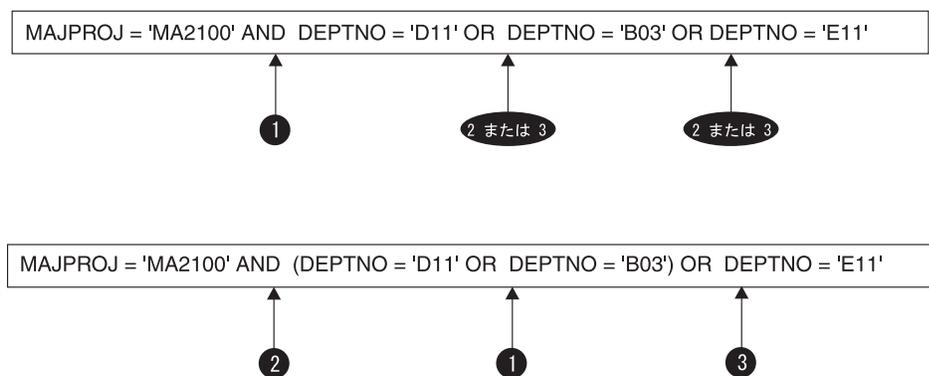 MAJPROJ = 'MA2100' AND DEPTNO = 'D11' OR DEPTNO = 'B03' OR DEPTNO = 'E11'
1 2 または 3 2 または 3
MAJPROJ = 'MA2100' AND (DEPTNO = 'D11' OR DEPTNO = 'B03') OR DEPTNO = 'E11'
2 1 3